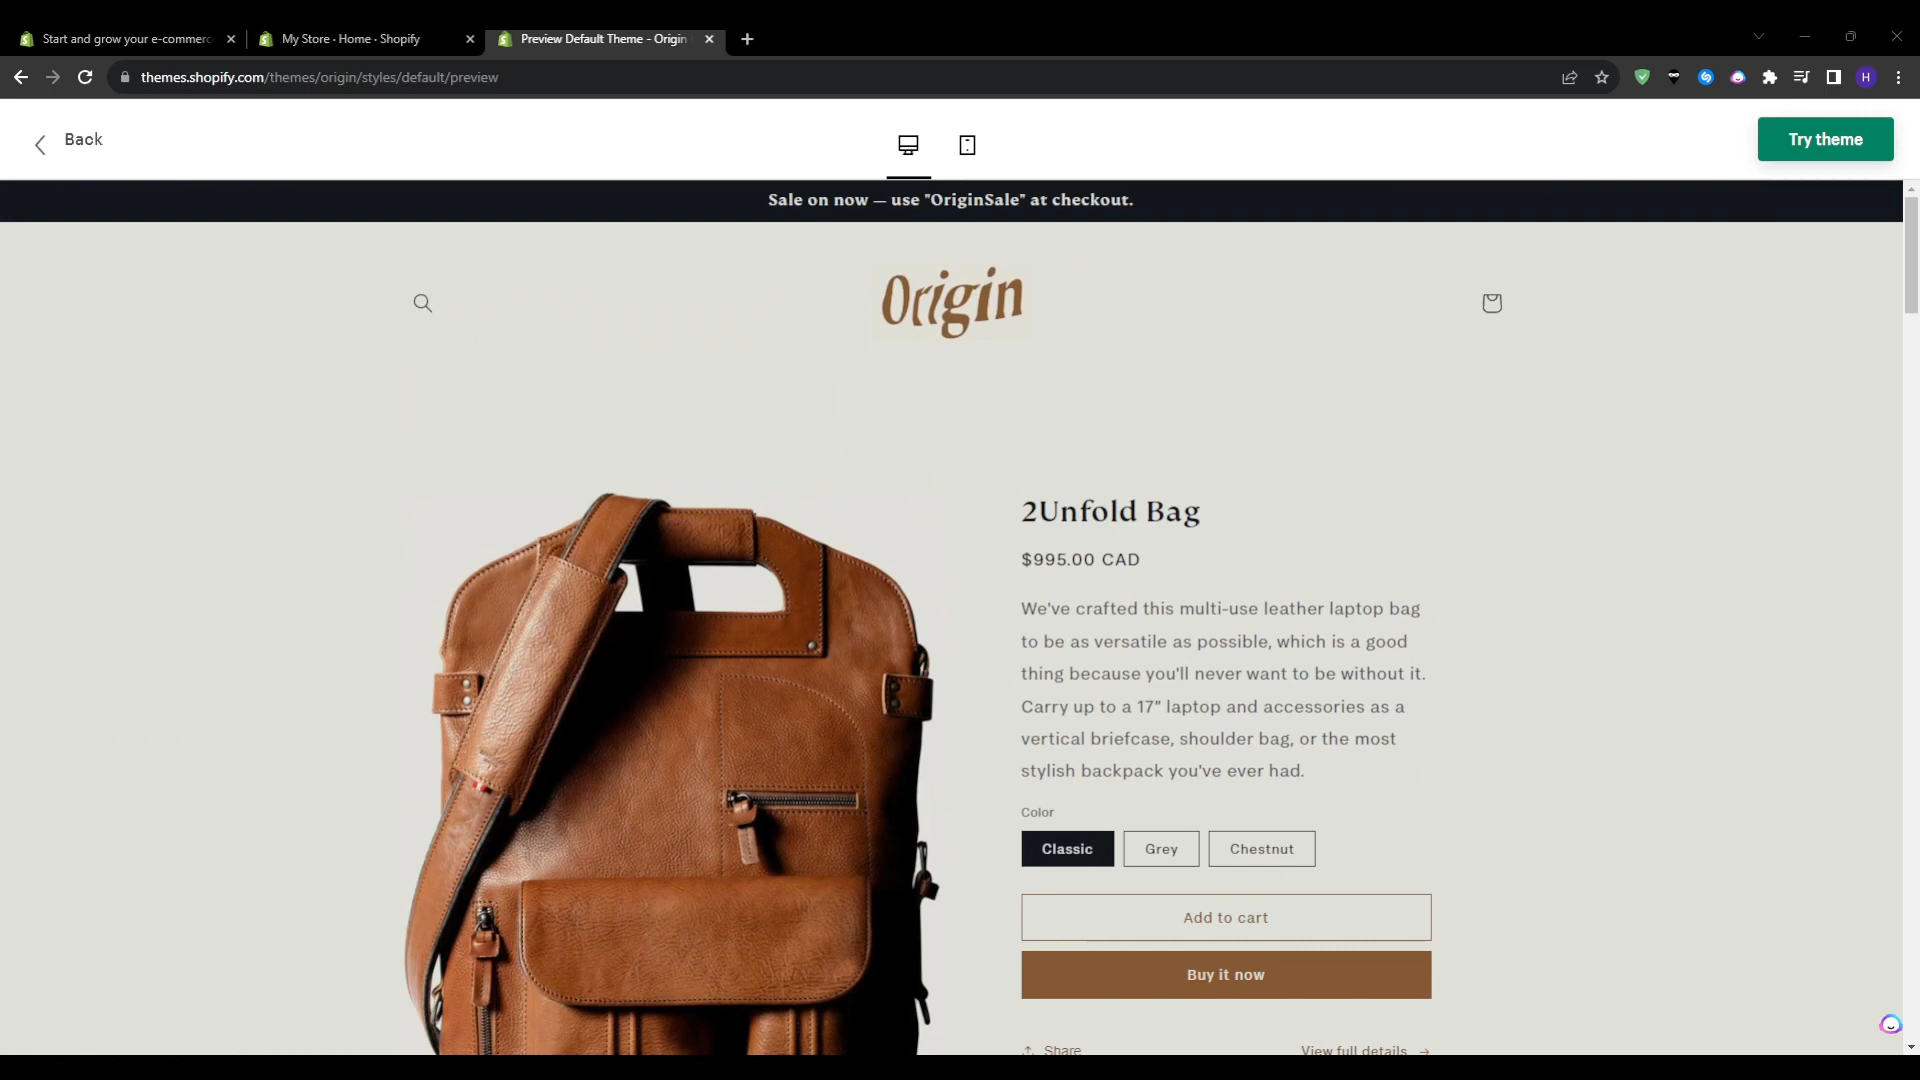 Start and grow your e-commerc
My Store · Home · Shopify
Preview Default Theme - Origin
themes.shopify.com/themes/origin/styles/default/preview
H
Back
Try theme
Sale on now — use "OriginSale" at checkout.
Origin
2Unfold Bag
$995.00 CAD
We've crafted this multi-use leather laptop bag
to be as versatile as possible, which is a good
thing because you'll never want to be without it.
Carry up to a 17” laptop and accessories as a
vertical briefcase, shoulder bag, or the most
stylish backpack you've ever had.
Color
Classic
Grey
Chestnut
Add to cart
Buy it now
Share
View full details →